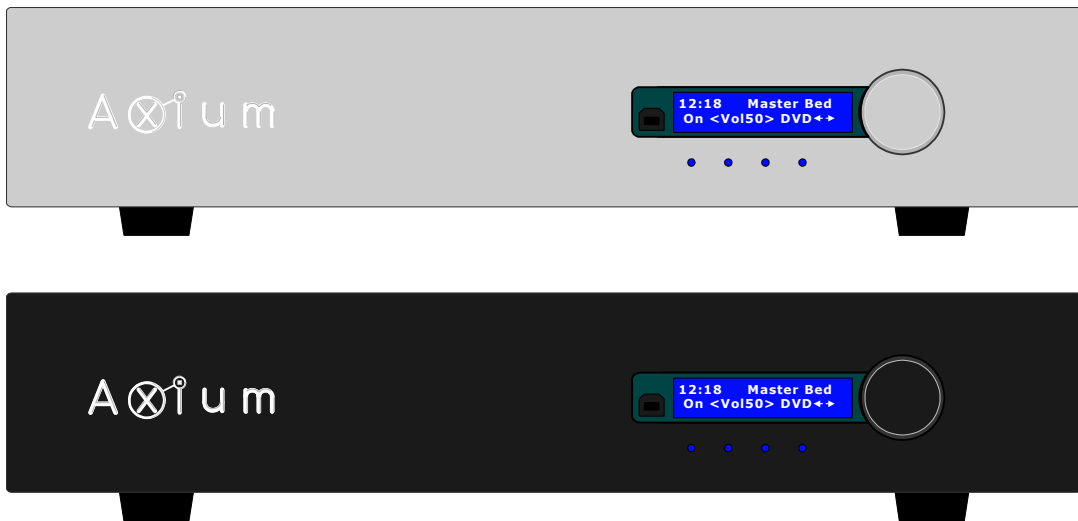 Axium
12:18 Master Bed
On <Vol50> DVD↔
Axium
12:18 Master Bed
On <Vol50> DVD↔